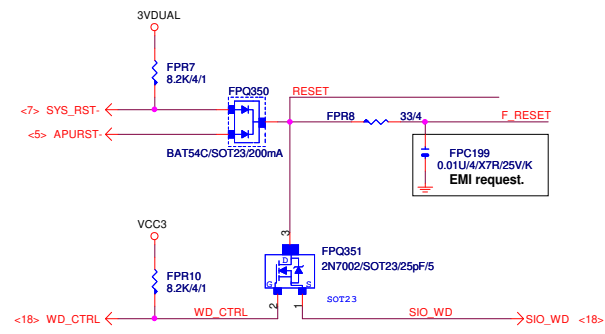 3VDUAL
FPR7
8.2K/4/1
FPQ350
RESET
<7> SYS_RST-
FPR8
33/4
F_RESET
<5> APURST-
BAT54C/SOT23/200mA
FPC199
0.01U/4/X7R/25V/K
EMI request.
VCC3
3
FPQ351
2N7002/SOT23/25pF/5
D
G
S
FPR10
8.2K/4/1
SOT23
2
1
<18> WD_CTRL
WD_CTRL
SIO_WD
SIO_WD <18>